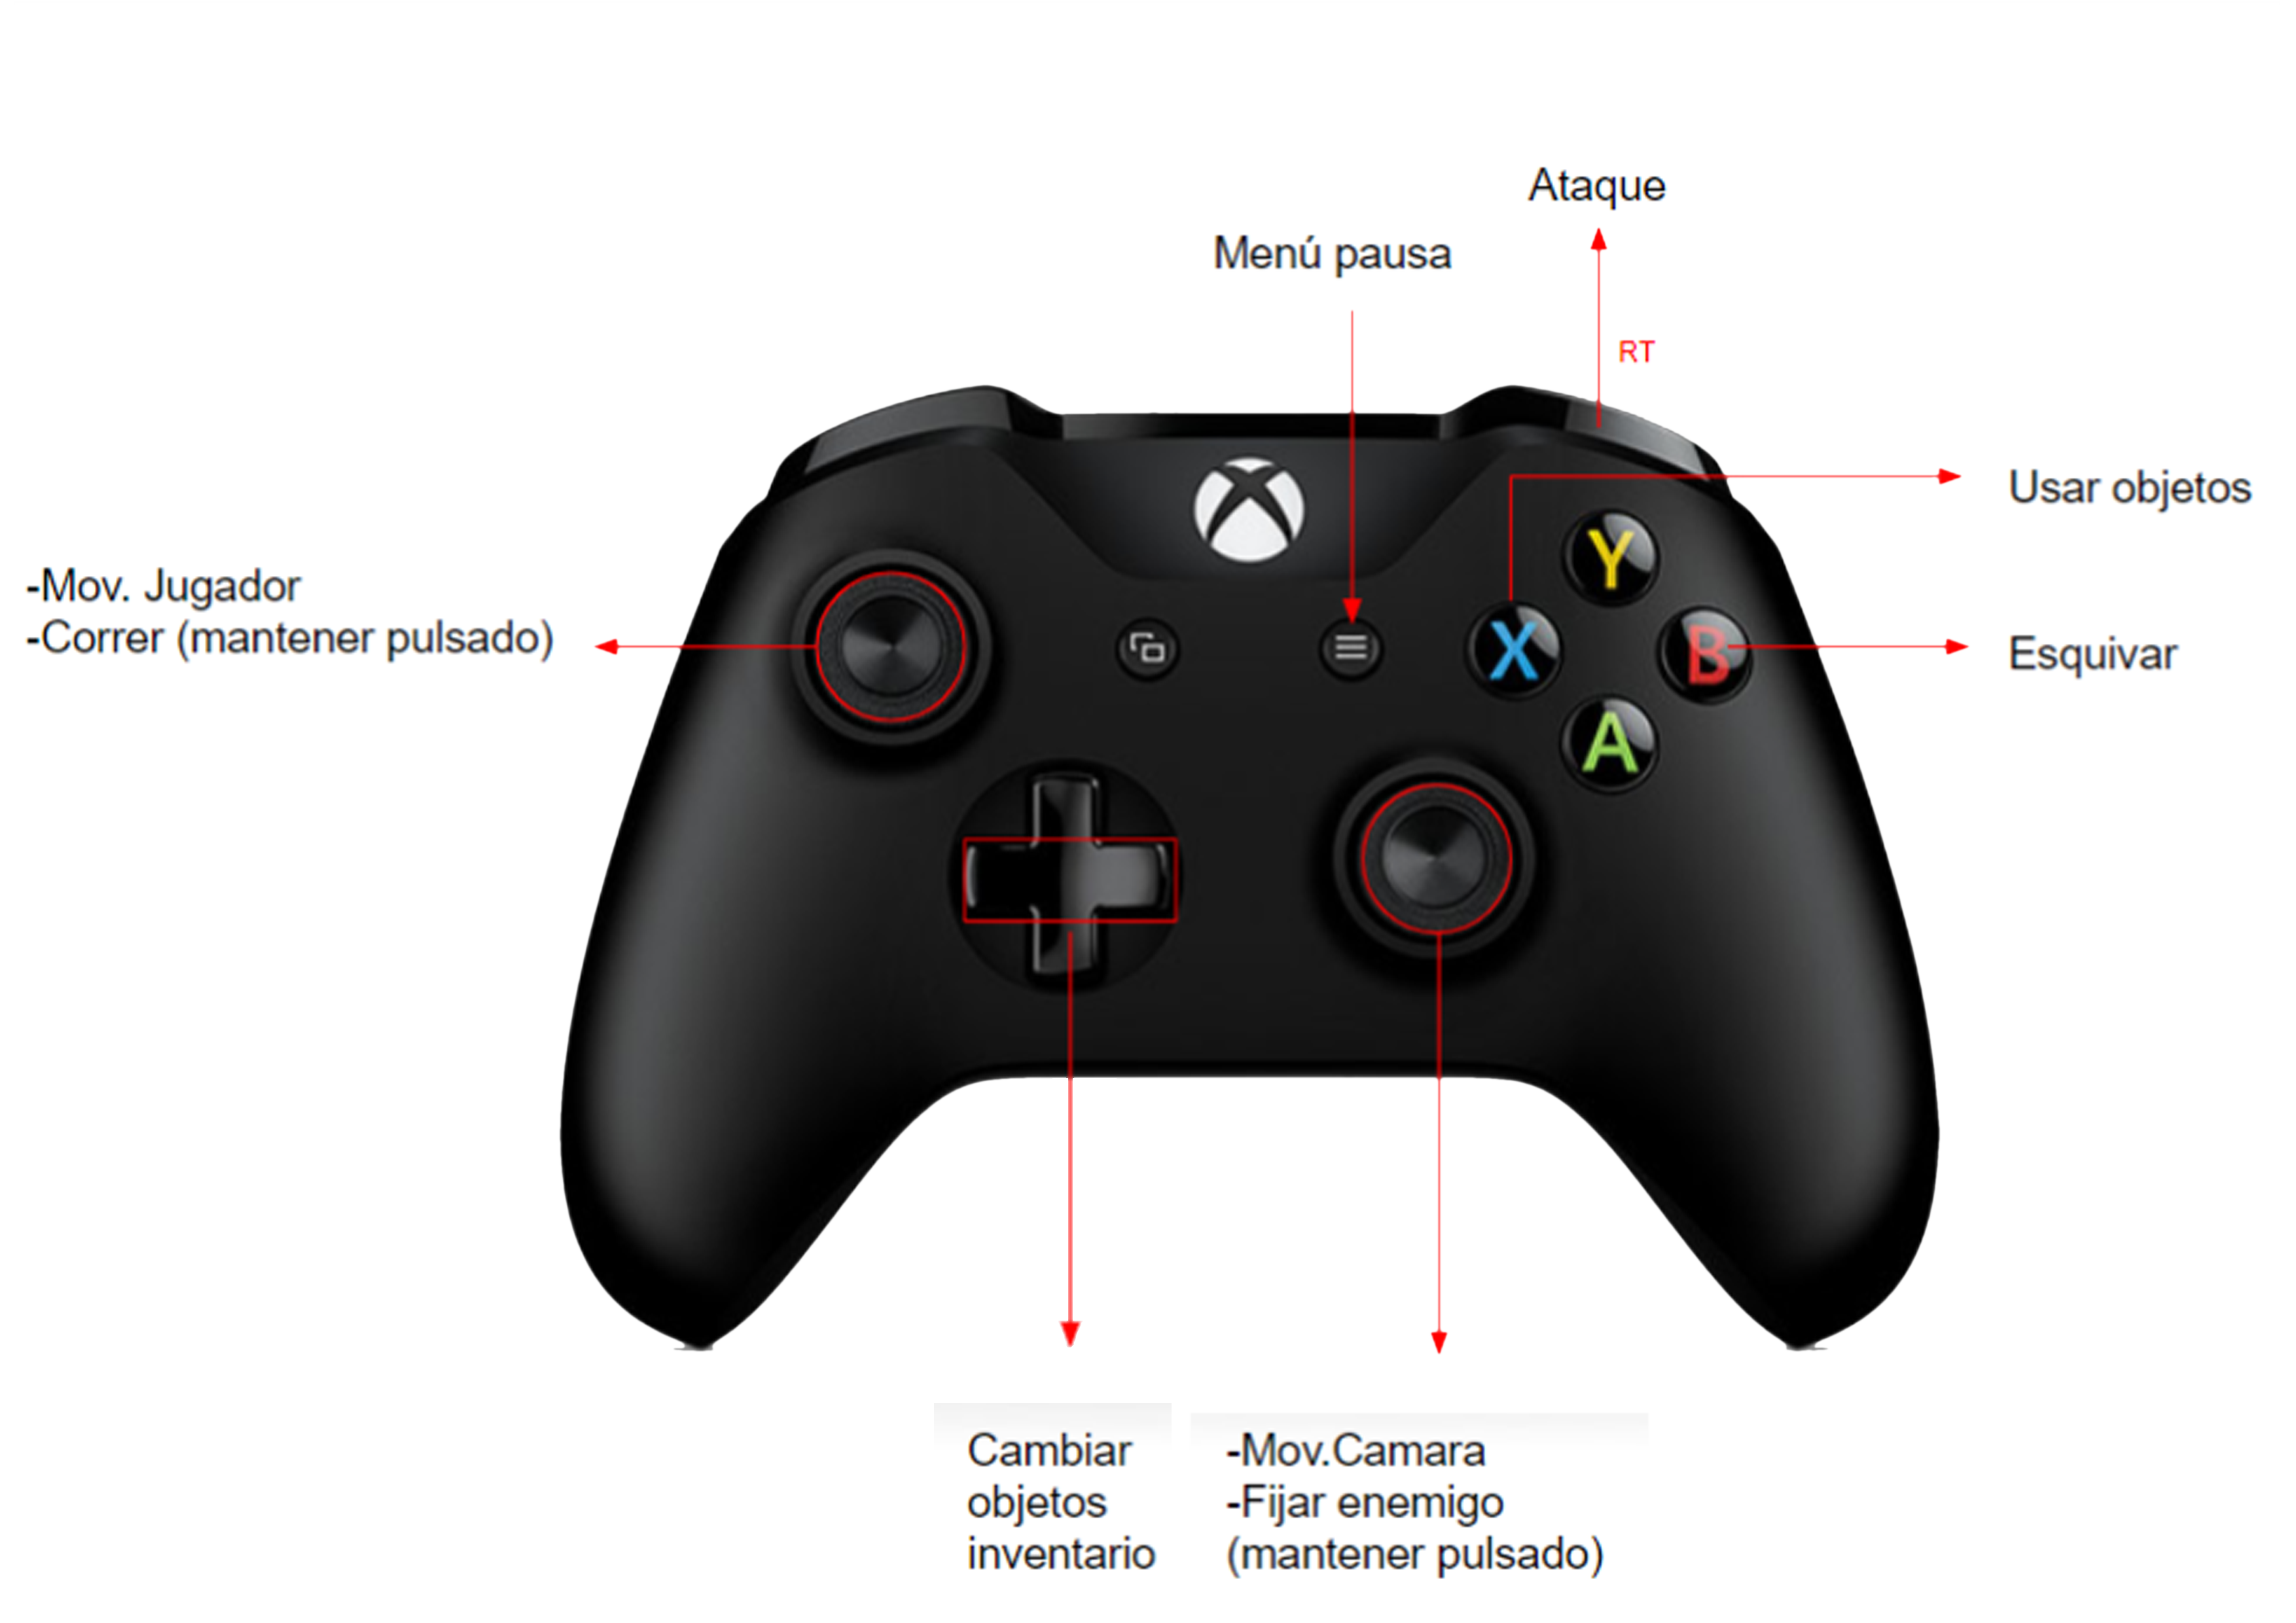 Ataque
Menú pausa
RT
Usar objetos
Y
-Mov. Jugador
-Correr (mantener pulsado)
X
B
Esquivar
A
Cambiar
objetos
inventario
-Mov.Camara
-Fijar enemigo
(mantener pulsado)